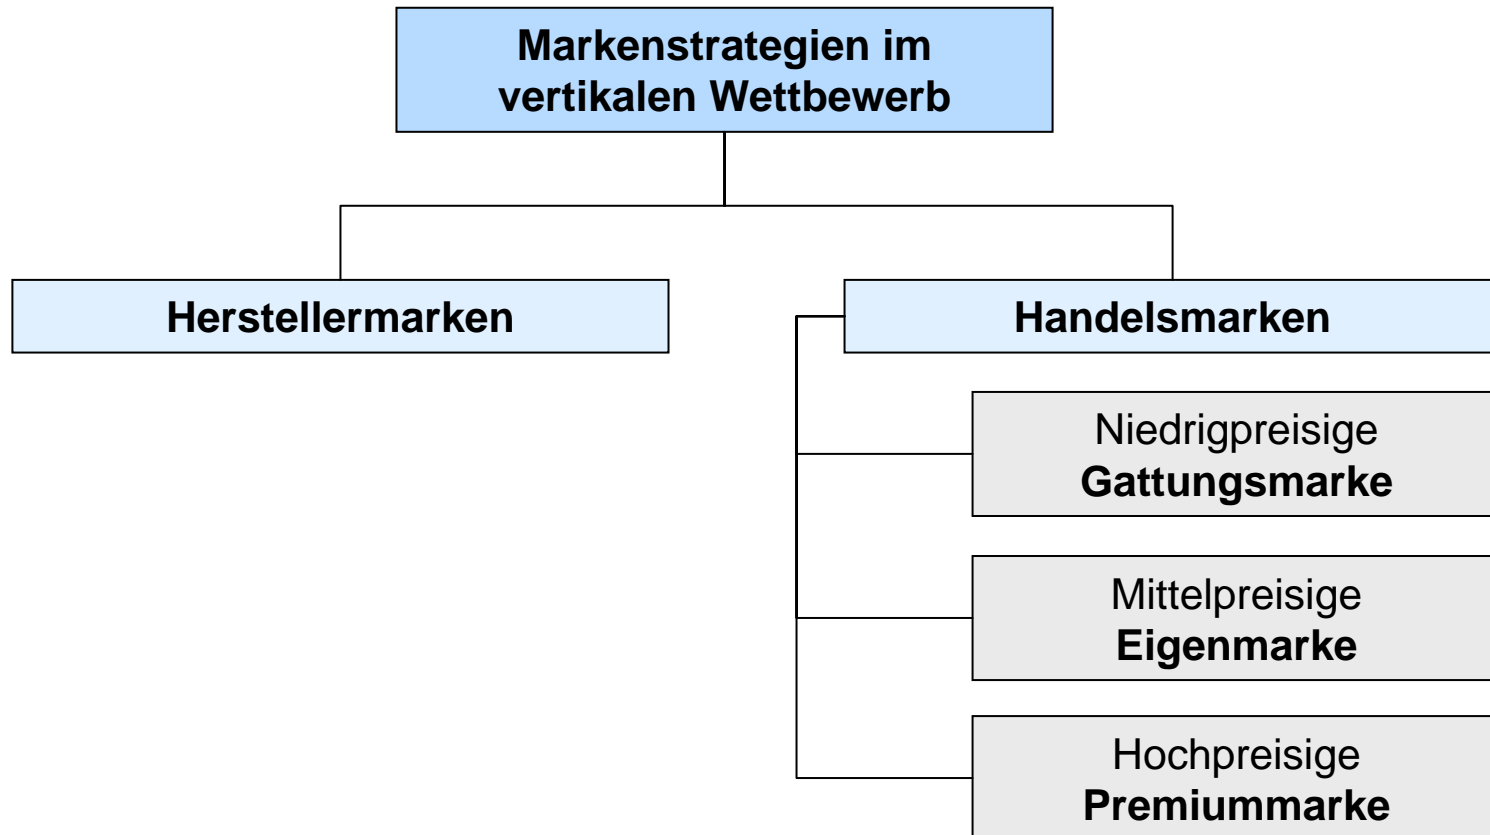 Markenstrategien im
vertikalen Wettbewerb
Herstellermarken
Handelsmarken
Niedrigpreisige
Gattungsmarke
Mittelpreisige
Eigenmarke
Hochpreisige
Premiummarke